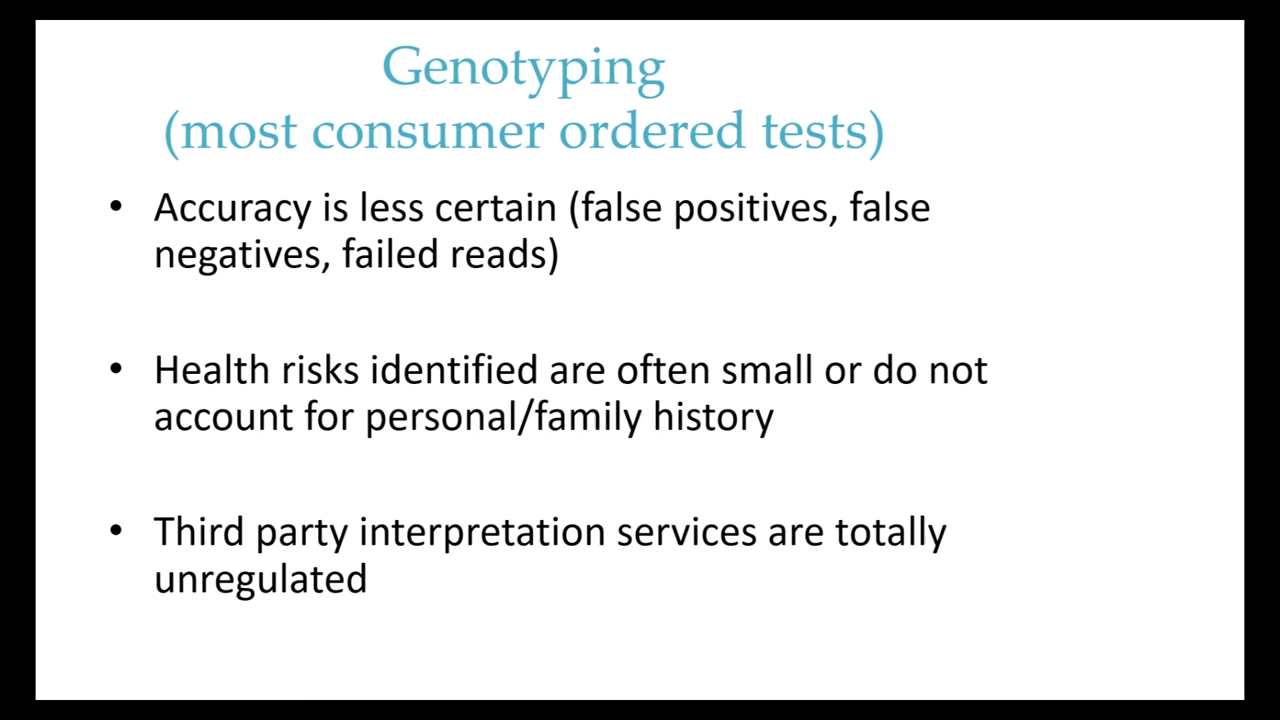 Genotyping
(most consumer ordered tests)
• Accuracy is less certain (false positives, false
negatives, failed reads)
• Health risks identified are often small or do not
account for personal/family history
• Third party interpretation services are totally
unregulated